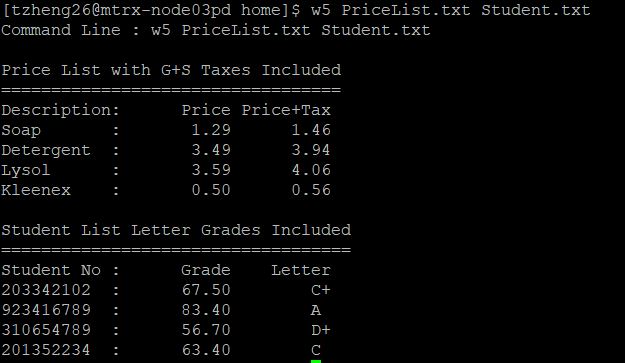 [tzheng26@mtrx-node03pd home]$ w5 PriceList.txt Student.txt
Command Line : w5 PriceList.txt Student.txt
Price List with G+S Taxes Included
==================================
Description:      Price Price+Tax
Soap       :       1.29      1.46
Detergent  :       3.49      3.94
Lysol      :       3.59      4.06
Kleenex    :       0.50      0.56
Student List Letter Grades Included
===================================
Student No :      Grade    Letter
203342102  :      67.50        C+
923416789  :      83.40        A
310654789  :      56.70        D+
201352234  :      63.40        C